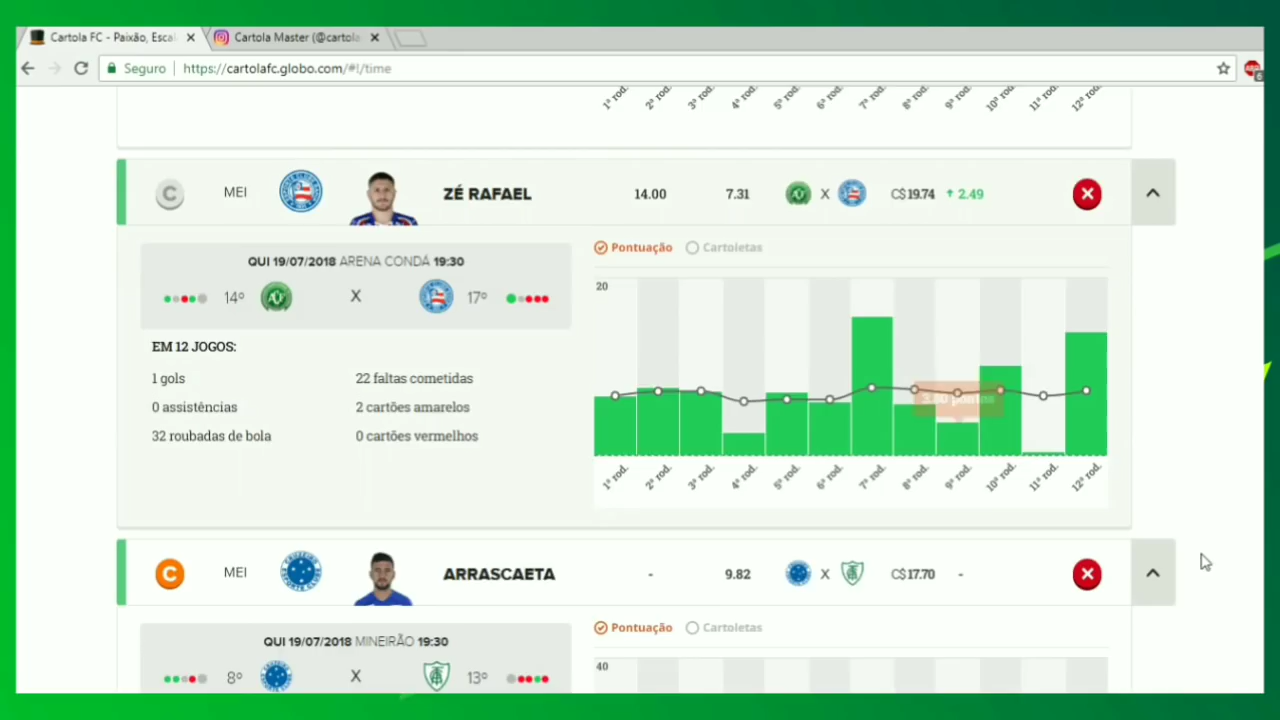 Cartola FC - Paixão, Esca
Cartola Master (@cartola
Seguro
https://cartolafc.globo.com/#!/time
1ª rod. 2ª rod. 3ª rod. 4ª rod. 5ª rod. 6ª rod. 7ª rod. 8ª rod. 9ª rod. 10ª rod. 11ª rod. 12ª rod.
C MEI ZÉ RAFAEL 14.00 7.31 X C$ 19.74 ↑ 2.49
QUI 19/07/2018 ARENA CONDÁ 19:30
14º X 17º
EM 12 JOGOS:
1 gols
22 faltas cometidas
0 assistências
2 cartões amarelos
32 roubadas de bola
0 cartões vermelhos
Pontuação Cartoletas
20
3.80 pontos
1ª rod. 2ª rod. 3ª rod. 4ª rod. 5ª rod. 6ª rod. 7ª rod. 8ª rod. 9ª rod. 10ª rod. 11ª rod. 12ª rod.
C MEI ARRASCAETA - 9.82 X C$ 17.70 -
QUI 19/07/2018 MINEIRÃO 19:30
8º X 13º
Pontuação Cartoletas
40